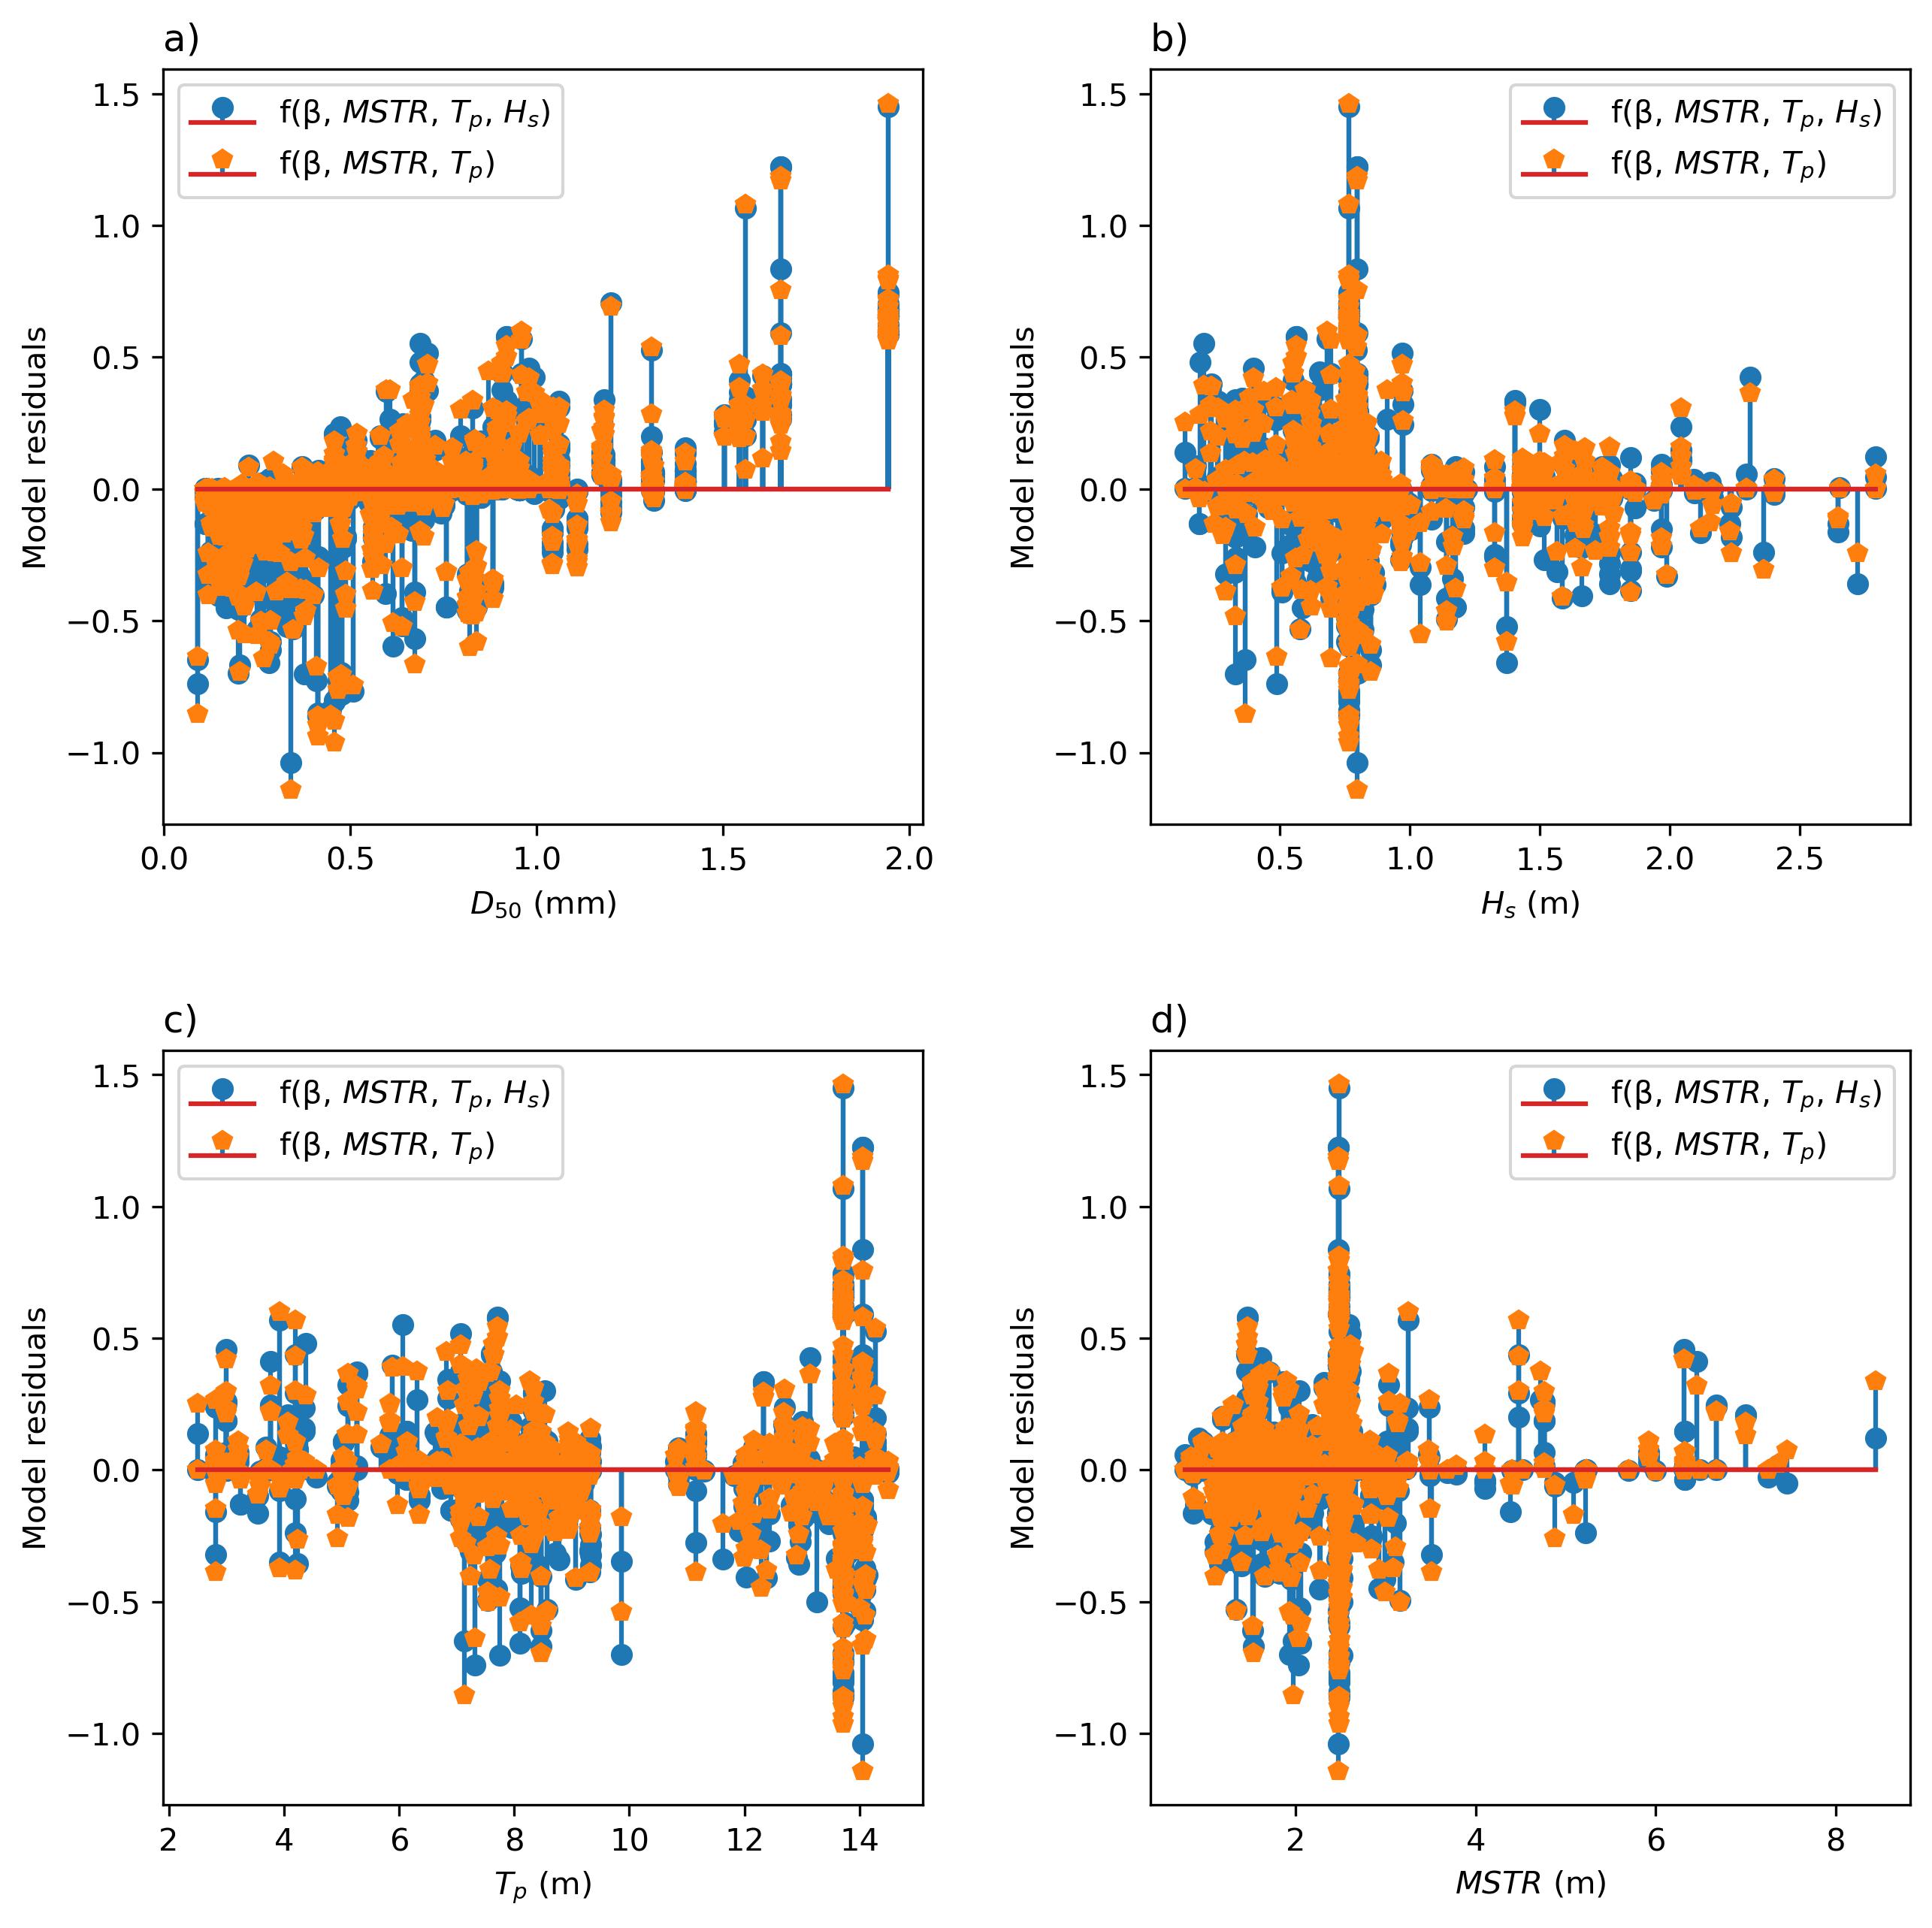 a)
Model residuals
1.5
1.0
0.5
0.0
−0.5
−1.0
f(β, MSTR, Tp, Hs)
f(β, MSTR, Tp)
0.0 0.5 1.0 1.5 2.0
D50 (mm)
b)
Model residuals
1.5
1.0
0.5
0.0
−0.5
−1.0
f(β, MSTR, Tp, Hs)
f(β, MSTR, Tp)
0.5 1.0 1.5 2.0 2.5
Hs (m)
c)
Model residuals
1.5
1.0
0.5
0.0
−0.5
−1.0
f(β, MSTR, Tp, Hs)
f(β, MSTR, Tp)
2 4 6 8 10 12 14
Tp (m)
d)
Model residuals
1.5
1.0
0.5
0.0
−0.5
−1.0
f(β, MSTR, Tp, Hs)
f(β, MSTR, Tp)
2 4 6 8
MSTR (m)